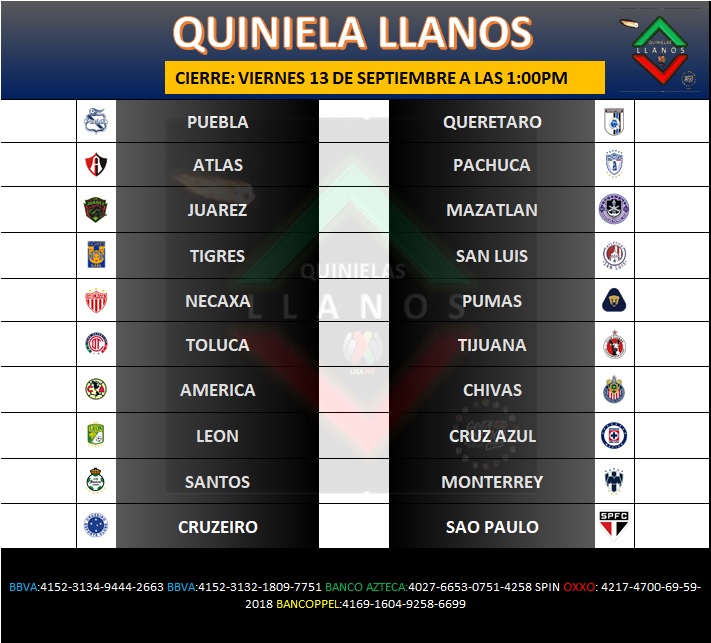 QUINIELA LLANOS
QUINIELAS
LLANOS
CIERRE: VIERNES 13 DE SEPTIEMBRE A LAS 1:00PM
PUEBLA QUERETARO
ATLAS PACHUCA
JUAREZ MAZATLAN
TIGRES SAN LUIS
QUINIELAS
NECAXA PUMAS
LLANOS
TOLUCA TIJUANA
LIGA MX
AMERICA CHIVAS
LEON CRUZ AZUL
SANTOS MONTERREY
CRUZEIRO SAO PAULO
SPFC
BBVA:4152-3134-9444-2663 BBVA:4152-3132-1809-7751 BANCO AZTECA:4027-6653-0751-4258 SPIN OXXO: 4217-4700-69-59-
2018 BANCOPPEL:4169-1604-9258-6699